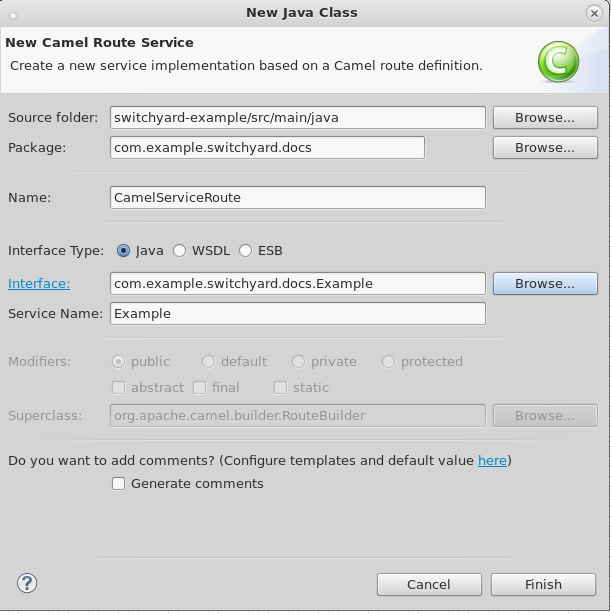 New Java Class
New Camel Route Service
Create a new service implementation based on a Camel route definition.
C
Source folder: switchyard-example/src/main/java Browse...
Package: com.example.switchyard.docs Browse...
Name: CamelServiceRoute
Interface Type: Java WSDL ESB
Interface: com.example.switchyard.docs.Example Browse...
Service Name: Example
Modifiers: public default private protected
abstract final static
Superclass: org.apache.camel.builder.RouteBuilder Browse...
Do you want to add comments? (Configure templates and default value here)
Generate comments
? Cancel Finish